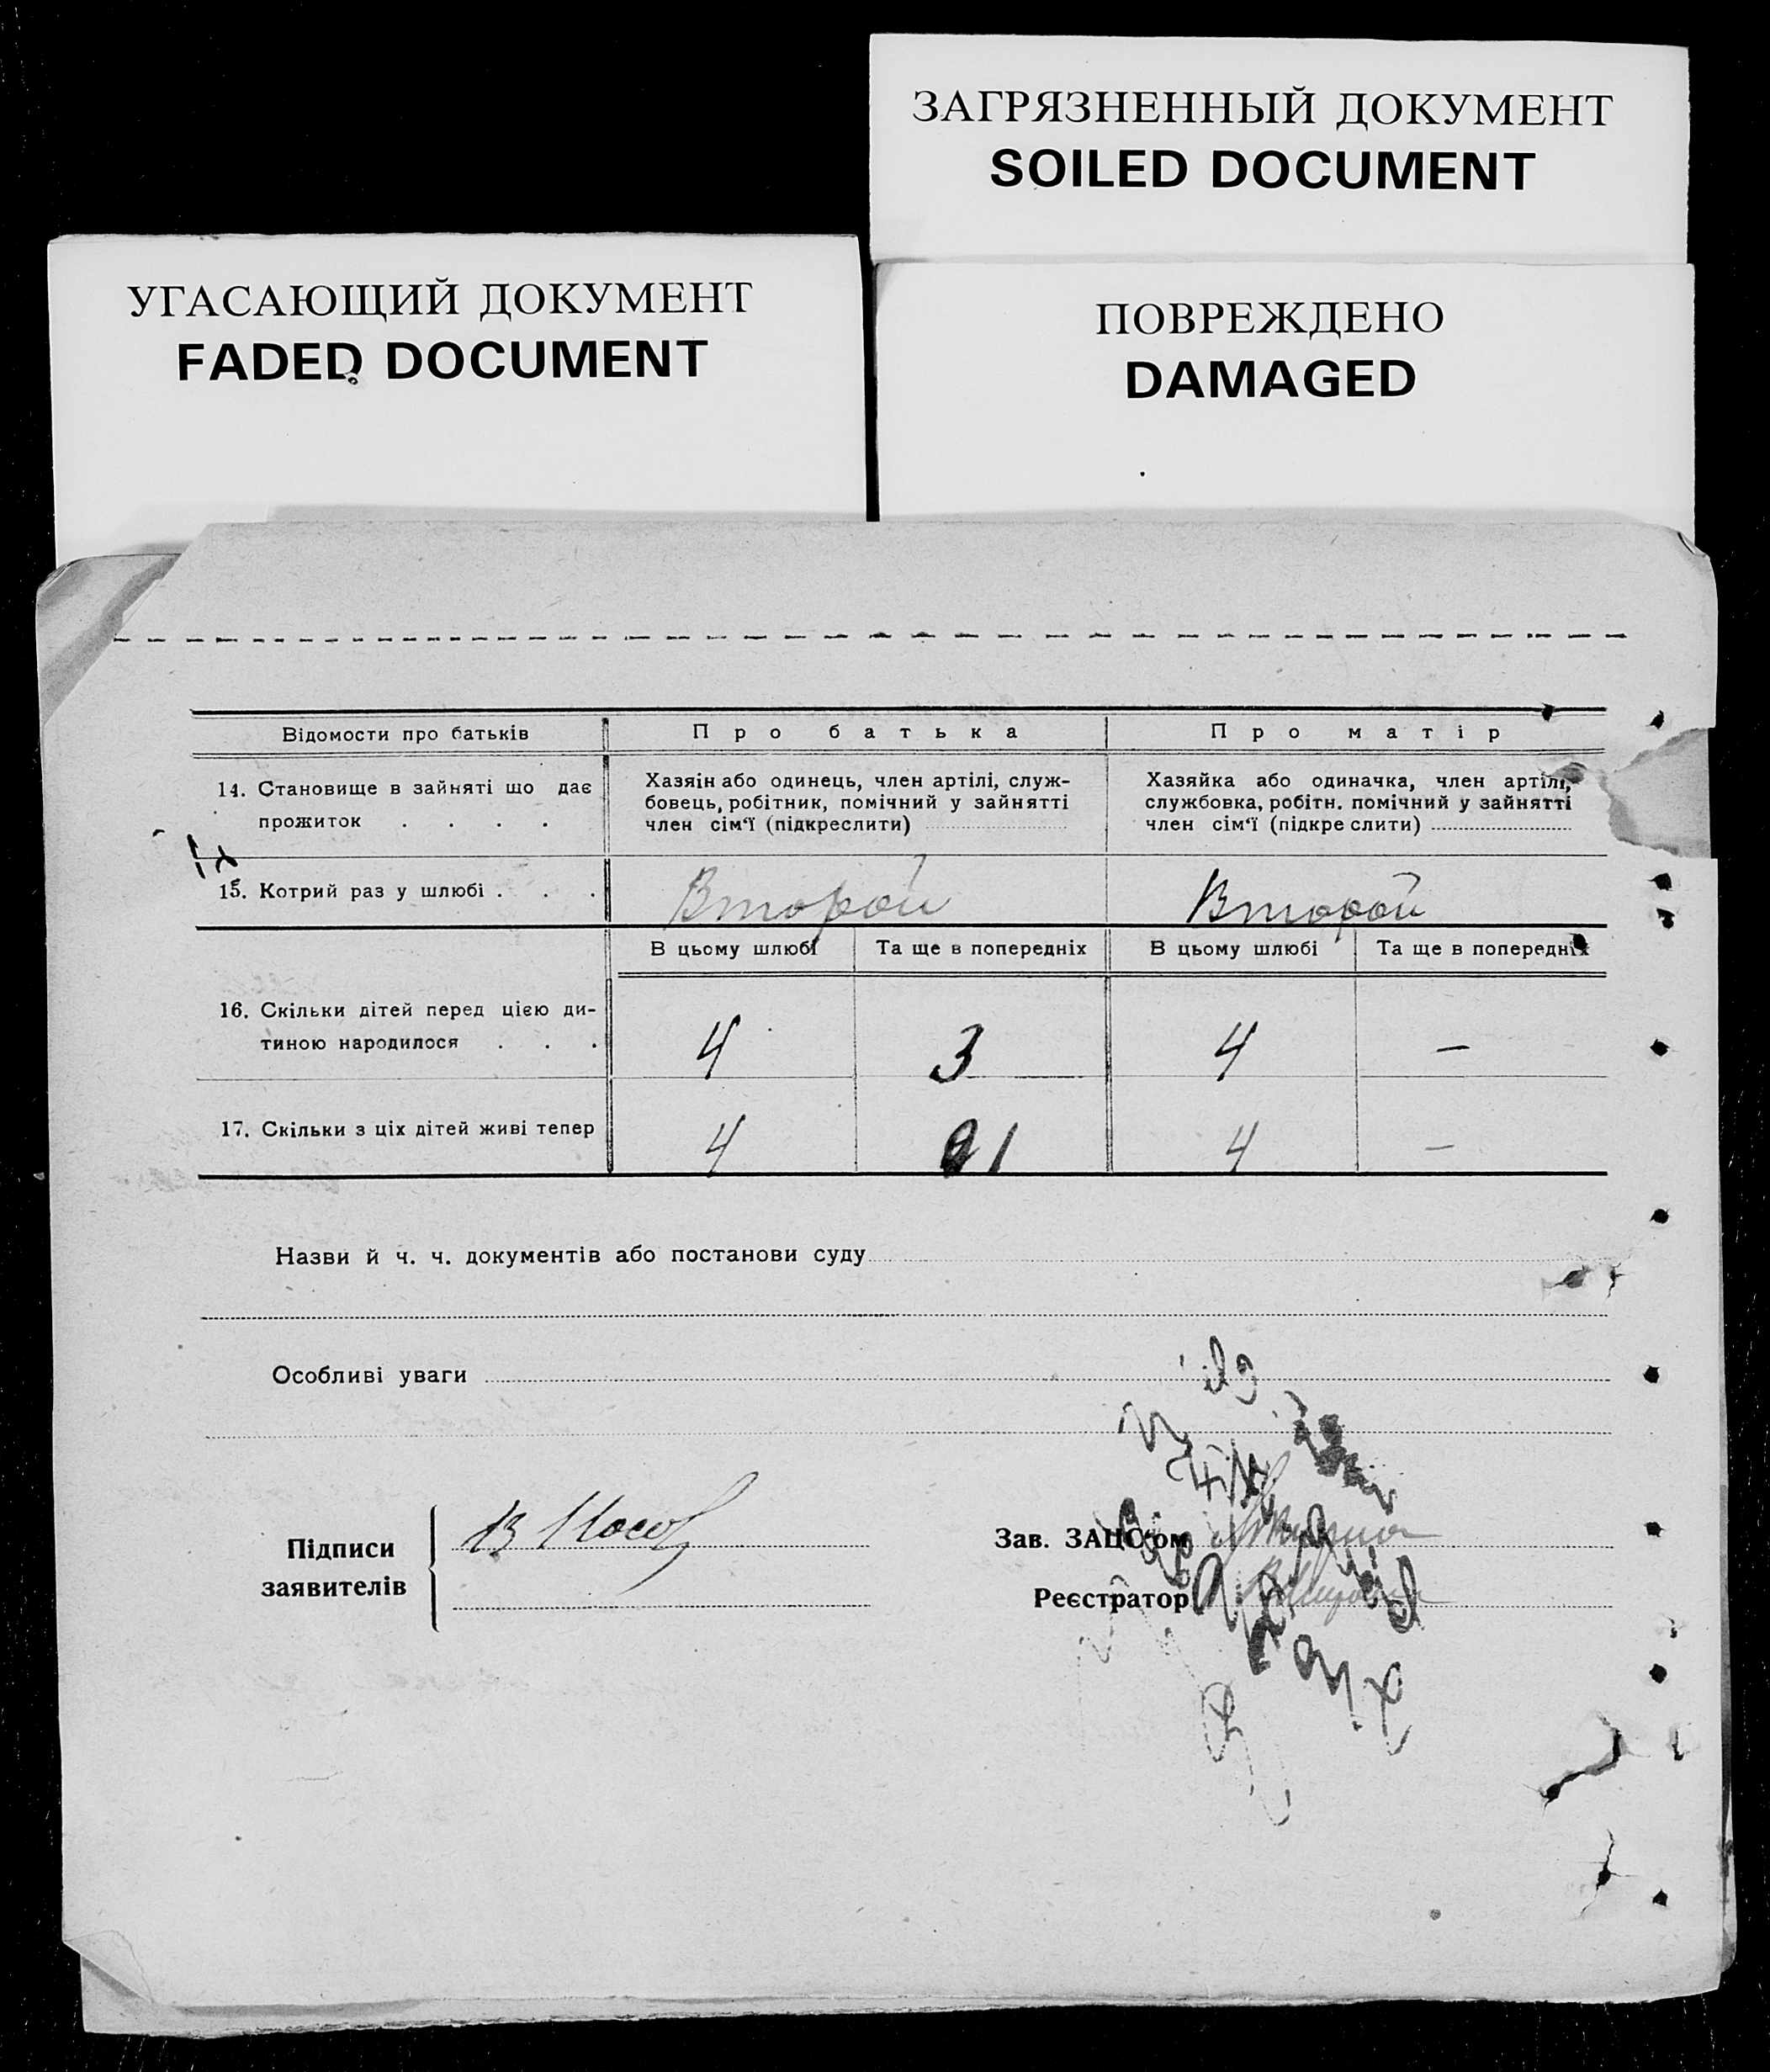 ЗАГРЯЗНЕННЫЙ ДОКУМЕНТ
SOILED DOCUMENT
УГАСАЮЩИЙ ДОКУМЕНТ
FADED DOCUMENT
ПОВРЕЖДЕНО
DAMAGED
Відомости про батьків Про батька Про матір
14. Становище в зайняті що дає
прожиток . . . .
Хазяін або одинець, член артілі, служ-
бовець, робітник, помічний у зайнятті
член сім‘ї (підкреслити)
Хазяйка або одиначка, член артілі,
службовка, робітн. помічний у зайнятті
член сім‘ї (підкреслити)
15. Котрий раз у шлюбі . . . Второй Второй
В цьому шлюбі Та ще в попередніх В цьому шлюбі Та ще в попередніх
16. Скільки дітей перед цією ди-
тиною народилося . . . 4 3 4 —
17. Скільки з ціх дітей живі тепер 4 1 4 —
Назви й ч. ч. документів або постанови суду
Особливі уваги
Підписи
заявителів
Зав. ЗАЦС‘ом
Реєстратор